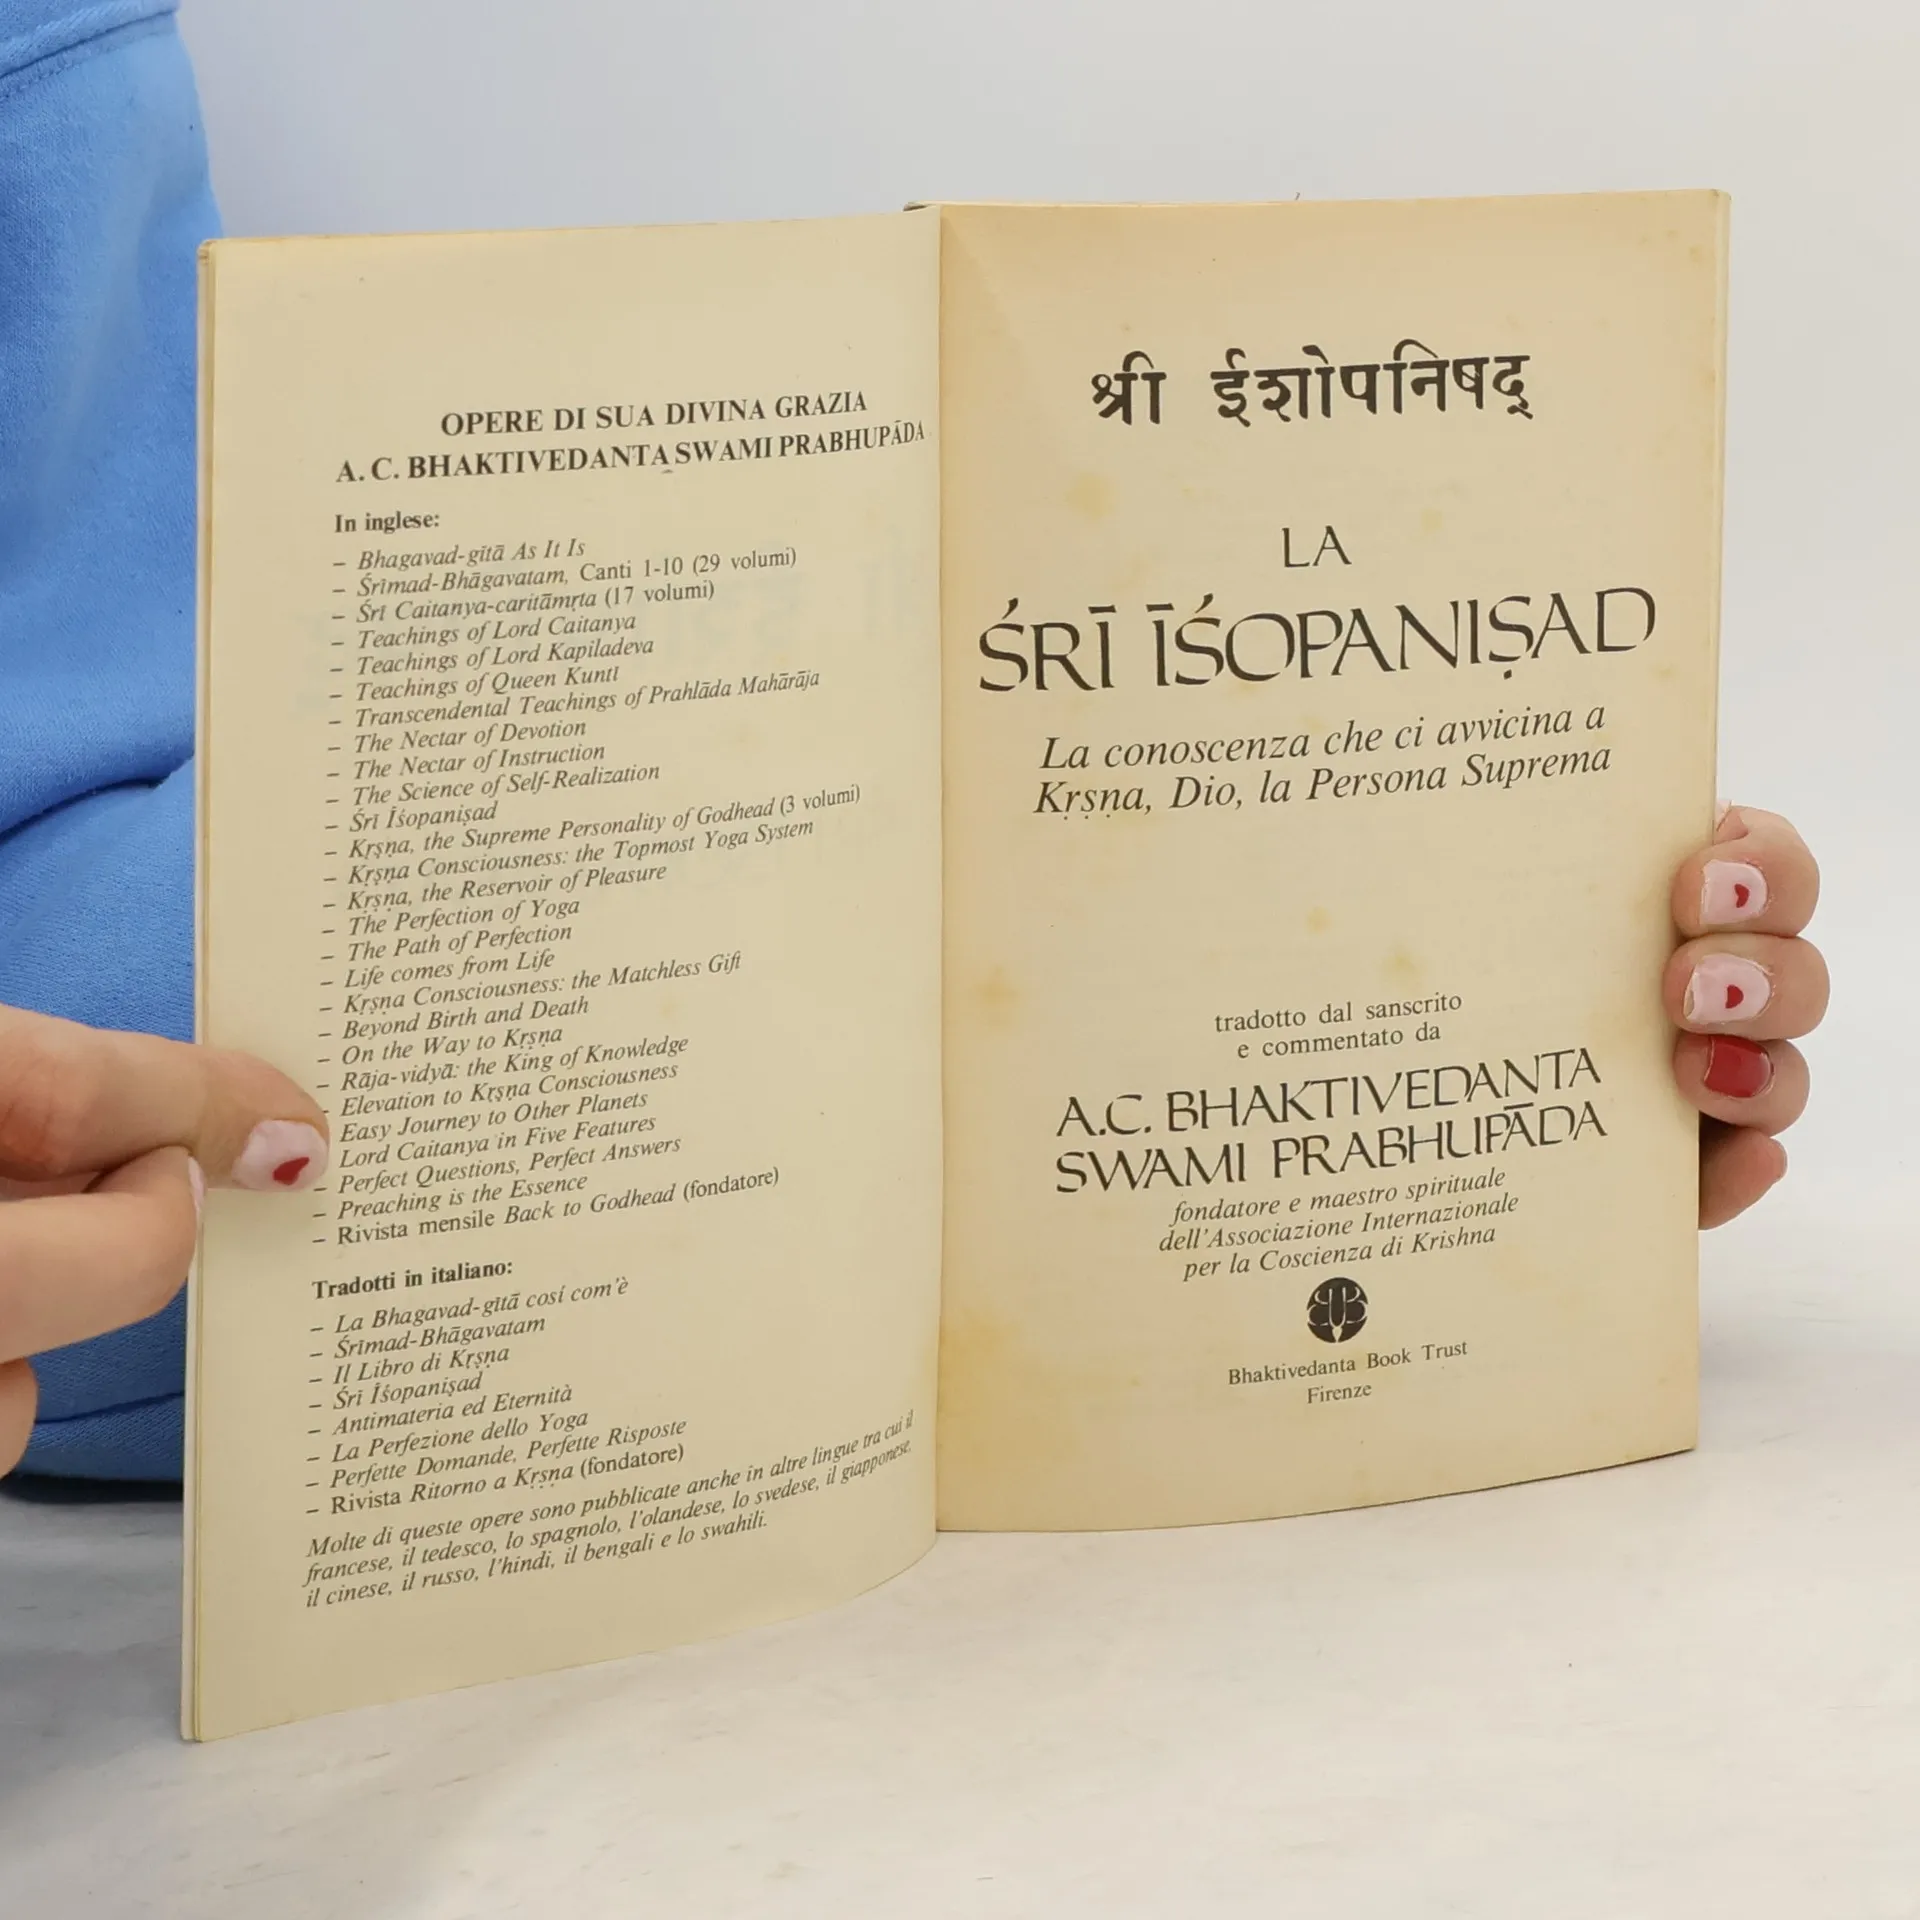 OPERE DI SUA DIVINA GRAZIA
A. C. BHAKTIVEDANTA SWAMI PRABHUPĀDA
In inglese:
– Bhagavad-gītā As It Is
– Śrīmad-Bhāgavatam, Canti 1-10 (29 volumi)
– Śrī Caitanya-caritāmṛta (17 volumi)
– Teachings of Lord Caitanya
– Teachings of Lord Kapiladeva
– Teachings of Queen Kuntī
– Transcendental Teachings of Prahlāda Mahārāja
– The Nectar of Devotion
– The Nectar of Instruction
– The Science of Self-Realization
– Śrī Īśopaniṣad
– Kṛṣṇa, the Supreme Personality of Godhead (3 volumi)
– Kṛṣṇa Consciousness: the Topmost Yoga System
– Kṛṣṇa, the Reservoir of Pleasure
– The Perfection of Yoga
– The Path of Perfection
– Life comes from Life
– Kṛṣṇa Consciousness: the Matchless Gift
– Beyond Birth and Death
– On the Way to Kṛṣṇa
– Rāja-vidyā: the King of Knowledge
– Elevation to Kṛṣṇa Consciousness
Easy Journey to Other Planets
Lord Caitanya in Five Features
– Perfect Questions, Perfect Answers
– Preaching is the Essence
– Rivista mensile Back to Godhead (fondatore)
Tradotti in italiano:
– La Bhagavad-gītā cosí com'è
– Śrīmad-Bhāgavatam
– Il Libro di Kṛṣṇa
– Śrī Īśopaniṣad
– Antimateria ed Eternità
– La Perfezione dello Yoga
– Perfette Domande, Perfette Risposte
– Rivista Ritorno a Kṛṣṇa (fondatore)
Molte di queste opere sono pubblicate anche in altre lingue tra cui il
francese, il tedesco, lo spagnolo, l'olandese, lo svedese, il giapponese,
il cinese, il russo, l'hindi, il bengali e lo swahili.
श्री ईशोपनिषद्
LA
ŚRĪ ĪŚOPANIṢAD
La conoscenza che ci avvicina a
Kṛṣṇa, Dio, la Persona Suprema
tradotto dal sanscrito
e commentato da
A.C. BHAKTIVEDANTA
SWAMI PRABHUPĀDA
fondatore e maestro spirituale
dell'Associazione Internazionale
per la Coscienza di Krishna
Bhaktivedanta Book Trust
Firenze